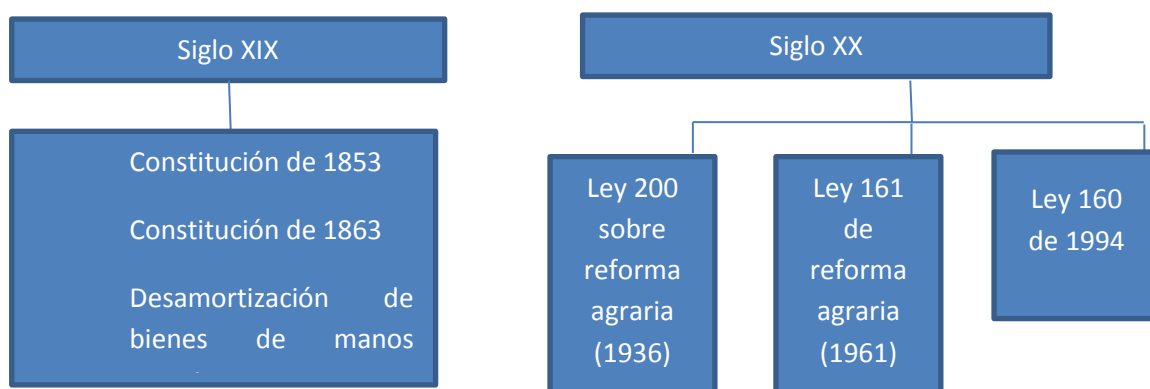 Siglo XIX
Constitución de 1853
Constitución de 1863
Desamortización de
bienes de manos
Siglo XX
Ley 200
sobre
reforma
agraria
(1936)
Ley 161
de
reforma
agraria
(1961)
Ley 160
de 1994